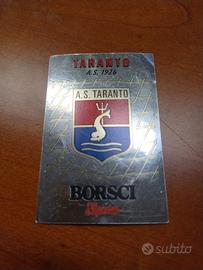 TARANTO
A.S. 1926
A.S. TARANTO
BORSCI
subito